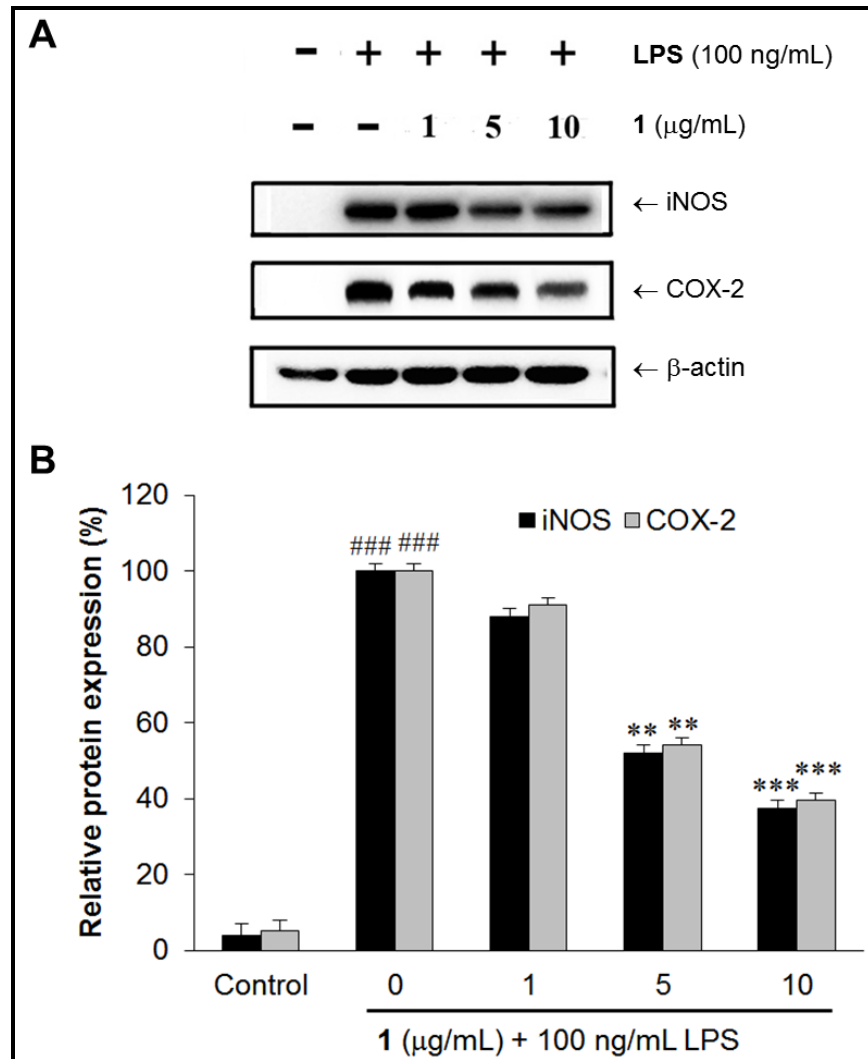 A
- + + + + LPS (100 ng/mL)
- - 1 5 10 1 (μg/mL)
← iNOS
← COX-2
← β-actin
B
Relative protein expression (%)
120
100
80
60
40
20
0
iNOS COX-2
### ###
** **
*** ***
Control 0 1 5 10
1 (μg/mL) + 100 ng/mL LPS